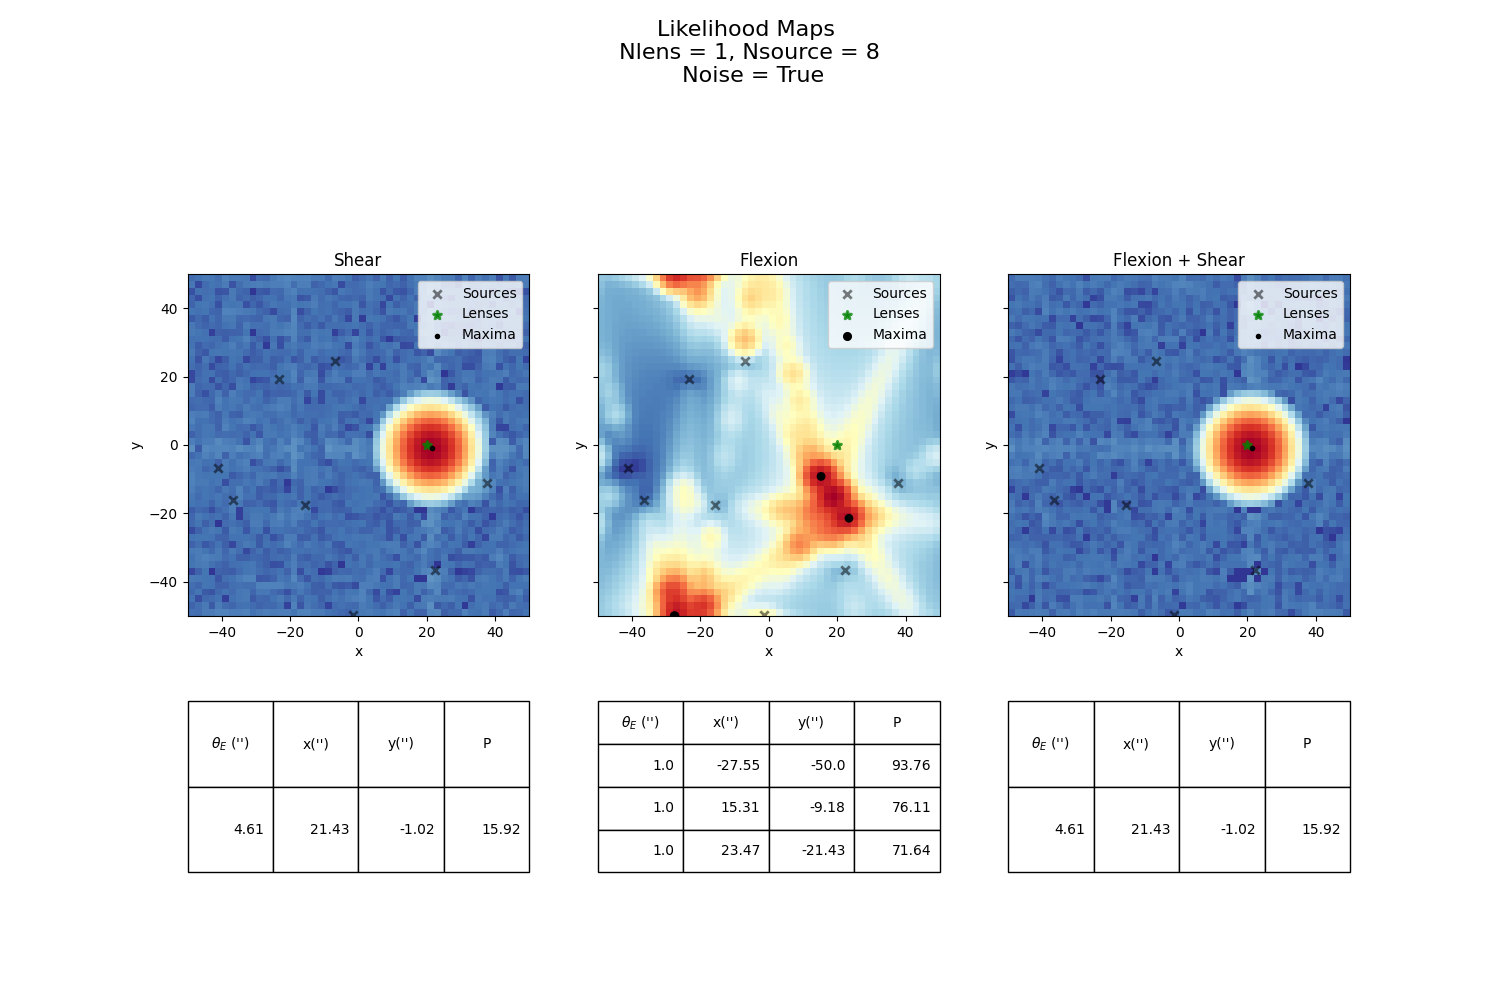 Likelihood Maps
Nlens = 1, Nsource = 8
Noise = True
Shear
Sources
Lenses
Maxima
40
20
0
−20
−40
y
−40 −20 0 20 40
x
Flexion
Sources
Lenses
Maxima
y
−40 −20 0 20 40
x
Flexion + Shear
Sources
Lenses
Maxima
y
−40 −20 0 20 40
x
θE ('') x('') y('') P
4.61 21.43 -1.02 15.92
θE ('') x('') y('') P
1.0 -27.55 -50.0 93.76
1.0 15.31 -9.18 76.11
1.0 23.47 -21.43 71.64
θE ('') x('') y('') P
4.61 21.43 -1.02 15.92